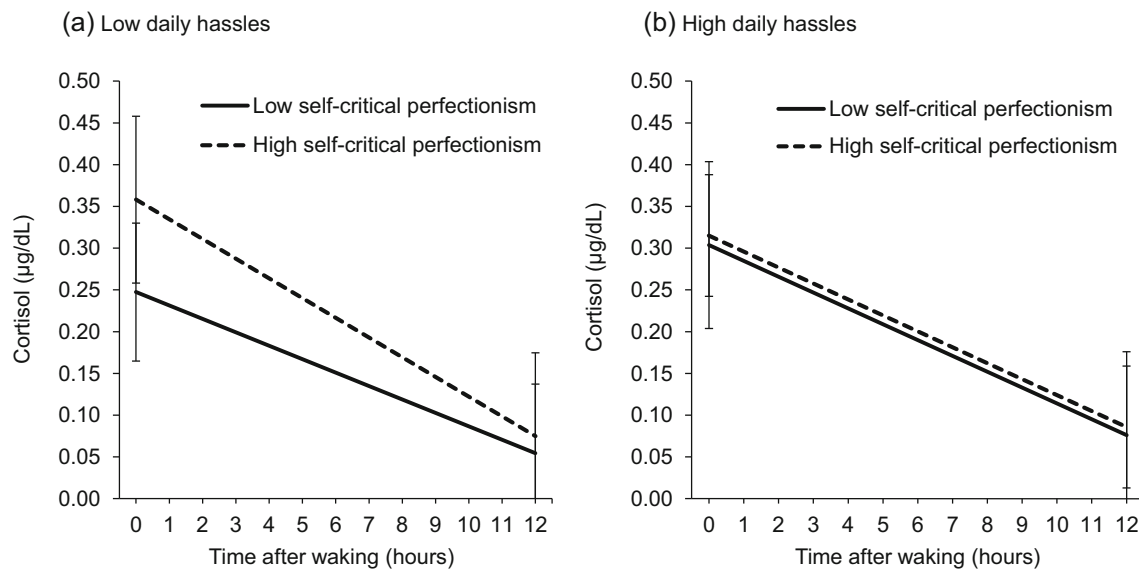 (a) Low daily hassles
0.50
0.45
0.40
0.35
0.30
0.25
0.20
0.15
0.10
0.05
0.00
Cortisol (µg/dL)
Low self-critical perfectionism
High self-critical perfectionism
0 1 2 3 4 5 6 7 8 9 10 11 12
Time after waking (hours)
(b) High daily hassles
0.50
0.45
0.40
0.35
0.30
0.25
0.20
0.15
0.10
0.05
0.00
Cortisol (µg/dL)
Low self-critical perfectionism
High self-critical perfectionism
0 1 2 3 4 5 6 7 8 9 10 11 12
Time after waking (hours)